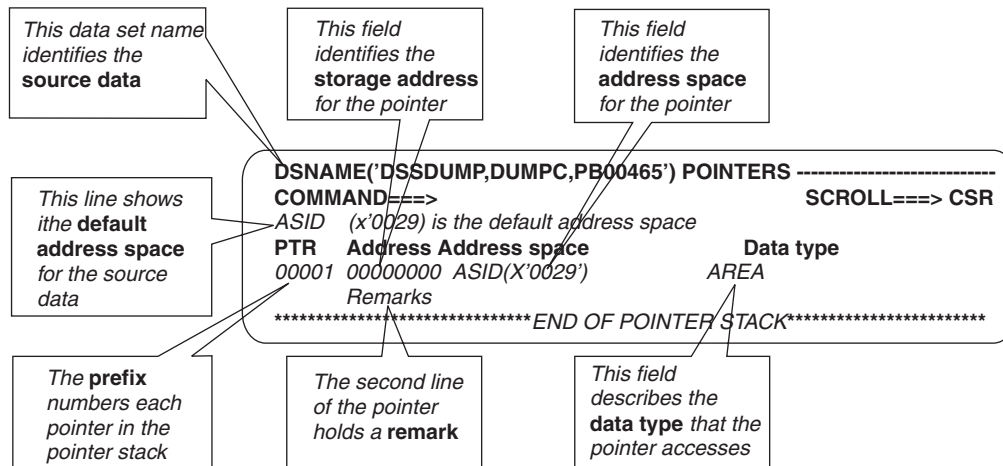 This data set name
identifies the
source data
This field
identifies the
storage address
for the pointer
This field
identifies the
address space
for the pointer
DSNAME('DSSDUMP,DUMPC,PB00465') POINTERS ----------------------------
COMMAND===> SCROLL===> CSR
ASID (x'0029) is the default address space
PTR Address Address space Data type
00001 00000000 ASID(X'0029') AREA
Remarks
*******************************END OF POINTER STACK************************
This line shows
ithe default
address space
for the source
data
The prefix
numbers each
pointer in the
pointer stack
The second line
of the pointer
holds a remark
This field
describes the
data type that the
pointer accesses